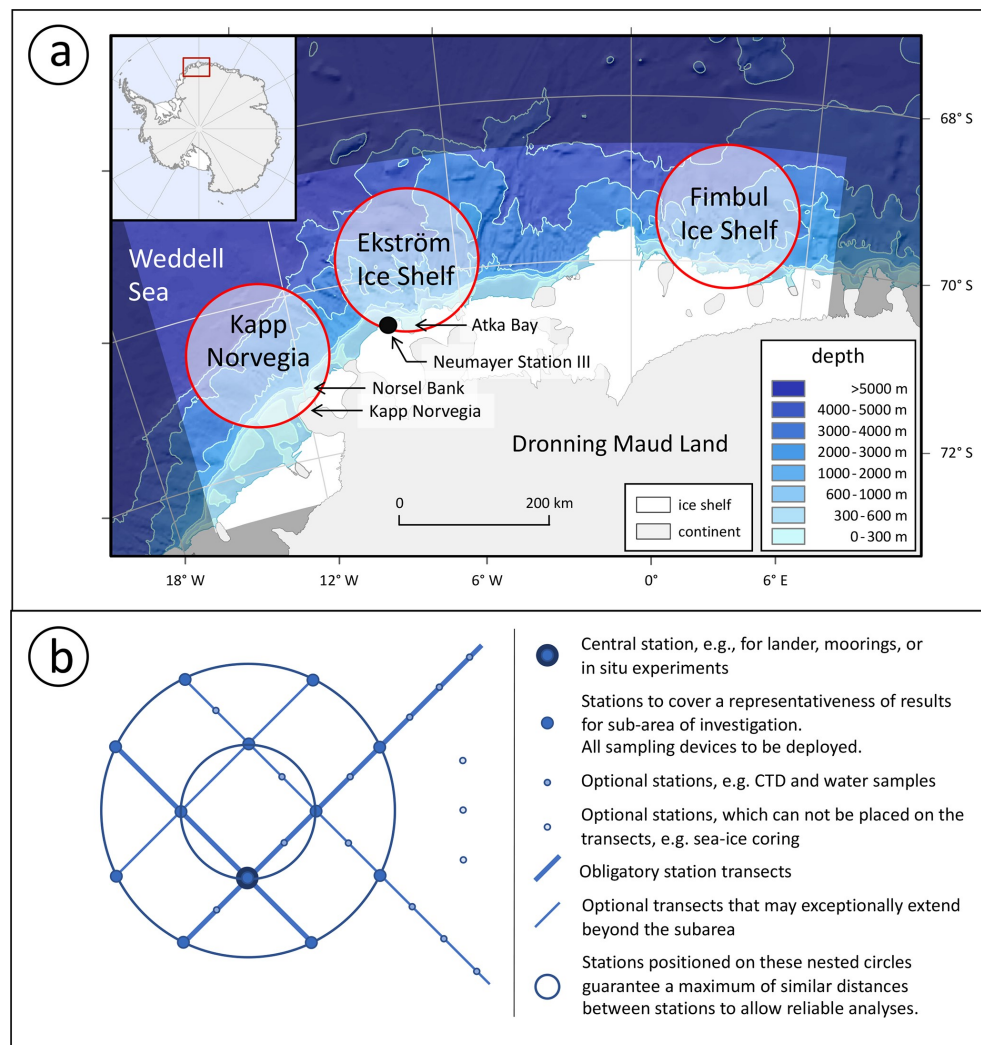 a
68° S
Fimbul
Ice Shelf
Ekström
Ice Shelf
Weddell
Sea
70° S
Kapp
Norvegia
Atka Bay
Neumayer Station III
Norsel Bank
Kapp Norvegia
depth
>5000 m
4000-5000 m
3000-4000 m
2000-3000 m
1000-2000 m
600-1000 m
300-600 m
0-300 m
Dronning Maud Land
72° S
0
200 km
ice shelf
continent
18° W
12° W
6° W
0°
6° E
b
Central station, e.g., for lander, moorings, or
in situ experiments
Stations to cover a representativeness of results
for sub-area of investigation.
All sampling devices to be deployed.
Optional stations, e.g. CTD and water samples
Optional stations, which can not be placed on the
transects, e.g. sea-ice coring
Obligatory station transects
Optional transects that may exceptionally extend
beyond the subarea
Stations positioned on these nested circles
guarantee a maximum of similar distances
between stations to allow reliable analyses.